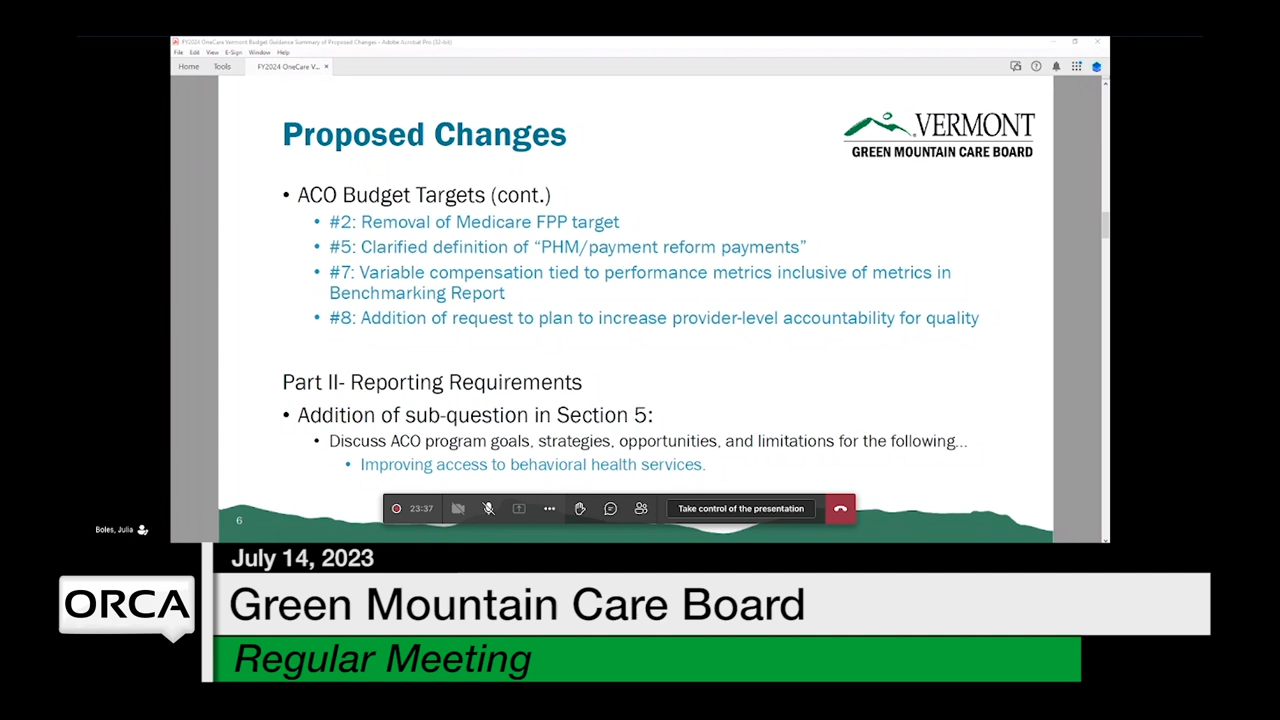 FY2024 OneCare Vermont Budget Guidance Summary of Proposed Changes - Adobe Acrobat Pro (32-bit)
File Edit View E-Sign Window Help
Home Tools FY2024 OneCare V... ×
Proposed Changes
VERMONT
GREEN MOUNTAIN CARE BOARD
• ACO Budget Targets (cont.)
• #2: Removal of Medicare FPP target
• #5: Clarified definition of “PHM/payment reform payments”
• #7: Variable compensation tied to performance metrics inclusive of metrics in
Benchmarking Report
• #8: Addition of request to plan to increase provider-level accountability for quality
Part II- Reporting Requirements
• Addition of sub-question in Section 5:
• Discuss ACO program goals, strategies, opportunities, and limitations for the following...
• Improving access to behavioral health services.
23:37 Take control of the presentation
6
Boles, Julia
July 14, 2023
ORCA
Green Mountain Care Board
Regular Meeting